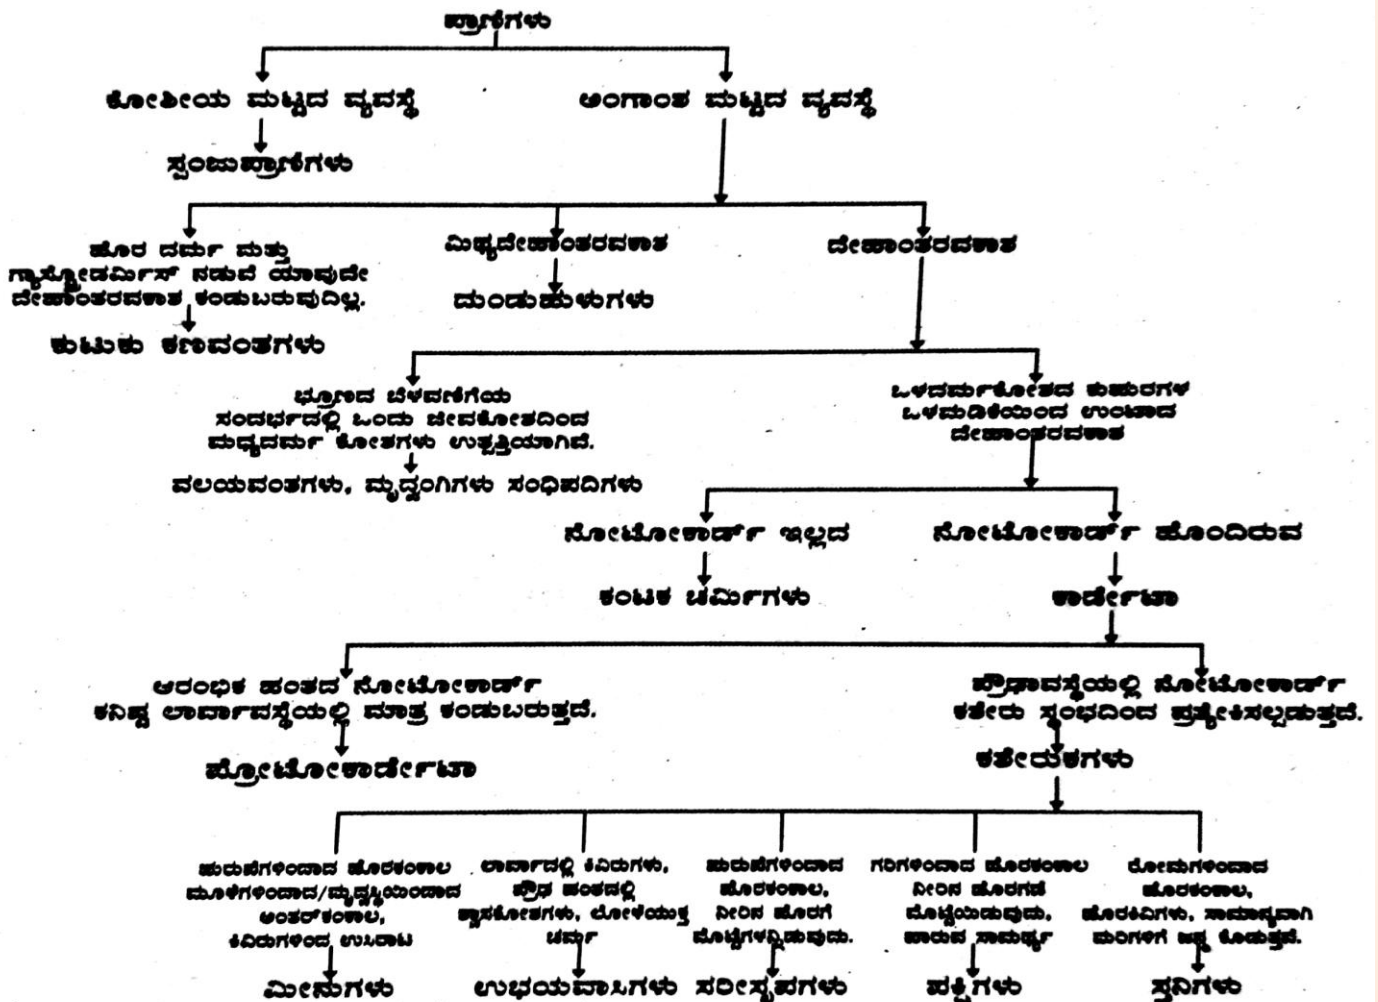 ಪ್ರಾಣಿಗಳು
ಕೋಶೀಯ ಮಟ್ಟದ ವ್ಯವಸ್ಥೆ
ಅಂಗಾಂಶ ಮಟ್ಟದ ವ್ಯವಸ್ಥೆ
ಸ್ಪಂಜುಪ್ರಾಣಿಗಳು
ಹೊರ ದರ್ಮ ಮತ್ತು
ಗ್ಯಾಸ್ಟ್ರೋಡರ್ಮಿಸ್ ನಡುವೆ ಯಾವುದೇ
ದೇಹಾಂತರವಕಾಶ ಕಂಡುಬರುವುದಿಲ್ಲ.
ಮಿಥ್ಯದೇಹಾಂತರವಕಾಶ
ದೇಹಾಂತರವಕಾಶ
ಕುಟುಕು ಕಣವಂತಗಳು
ದುಂಡುಹುಳುಗಳು
ಭ್ರೂಣದ ಬೆಳವಣಿಗೆಯ
ಸಂದರ್ಭದಲ್ಲಿ ಒಂದು ಜೀವಕೋಶದಿಂದ
ಮಧ್ಯದರ್ಮ ಕೋಶಗಳು ಉತ್ಪತ್ತಿಯಾಗಿವೆ.
ಒಳದರ್ಮಕೋಶದ ಕುಹುರಗಳ
ಒಳಮಡಿಕೆಯಿಂದ ಉಂಟಾದ
ದೇಹಾಂತರವಕಾಶ
ವಲಯವಂತಗಳು, ಮೃದ್ವಂಗಿಗಳು ಸಂಧಿಪದಿಗಳು
ನೋಟೋಕಾರ್ಡ್ ಇಲ್ಲದ
ನೋಟೋಕಾರ್ಡ್ ಹೊಂದಿರುವ
ಕಂಟಕ ಚರ್ಮಿಗಳು
ಕಾರ್ಡೇಟಾ
ಆರಂಭಿಕ ಹಂತದ ನೋಟೋಕಾರ್ಡ್
ಕನಿಷ್ಟ ಲಾರ್ವಾವಸ್ಥೆಯಲ್ಲಿ ಮಾತ್ರ ಕಂಡುಬರುತ್ತದೆ.
ಪ್ರೌಢಾವಸ್ಥೆಯಲ್ಲಿ ನೋಟೋಕಾರ್ಡ್
ಕಶೇರು ಸ್ತಂಭದಿಂದ ಪ್ರತ್ಯೇಕಿಸಲ್ಪಡುತ್ತದೆ.
ಪ್ರೋಟೋಕಾರ್ಡೇಟಾ
ಕಶೇರುಕಗಳು
ಹುರುಪೆಗಳಿಂದಾದ ಹೊರಕಂಕಾಲ
ಮೂಳೆಗಳಿಂದಾದ/ಮೃದ್ವಸ್ಥಿಯಿಂದಾದ
ಅಂತರ್‌ಕಂಕಾಲ,
ಕಿವಿರುಗಳಿಂದ ಉಸಿರಾಟ
ಲಾರ್ವಾದಲ್ಲಿ ಕಿವಿರುಗಳು,
ಪ್ರೌಢ ಹಂತದಲ್ಲಿ
ಶ್ವಾಸಕೋಶಗಳು, ಲೋಳೆಯುಕ್ತ
ಚರ್ಮ
ಹುರುಪೆಗಳಿಂದಾದ
ಹೊರಕಂಕಾಲ,
ನೀರಿನ ಹೊರಗೆ
ಮೊಟ್ಟೆಗಳನ್ನಿಡುವುದು.
ಗರಿಗಳಿಂದಾದ ಹೊರಕಂಕಾಲ
ನೀರಿನ ಹೊರಗಡೆ
ಮೊಟ್ಟೆಯಿಡುವುದು,
ಹಾರುವ ಸಾಮರ್ಥ್ಯ
ರೋಮಗಳಿಂದಾದ
ಹೊರಕಂಕಾಲ,
ಹೊರಕಿವಿಗಳು, ಸಾಮಾನ್ಯವಾಗಿ
ಮರಿಗಳಿಗೆ ಜನ್ಮ ಕೊಡುತ್ತವೆ.
ಮೀನುಗಳು
ಉಭಯವಾಸಿಗಳು
ಸರೀಸೃಪಗಳು
ಪಕ್ಷಿಗಳು
ಸ್ತನಿಗಳು